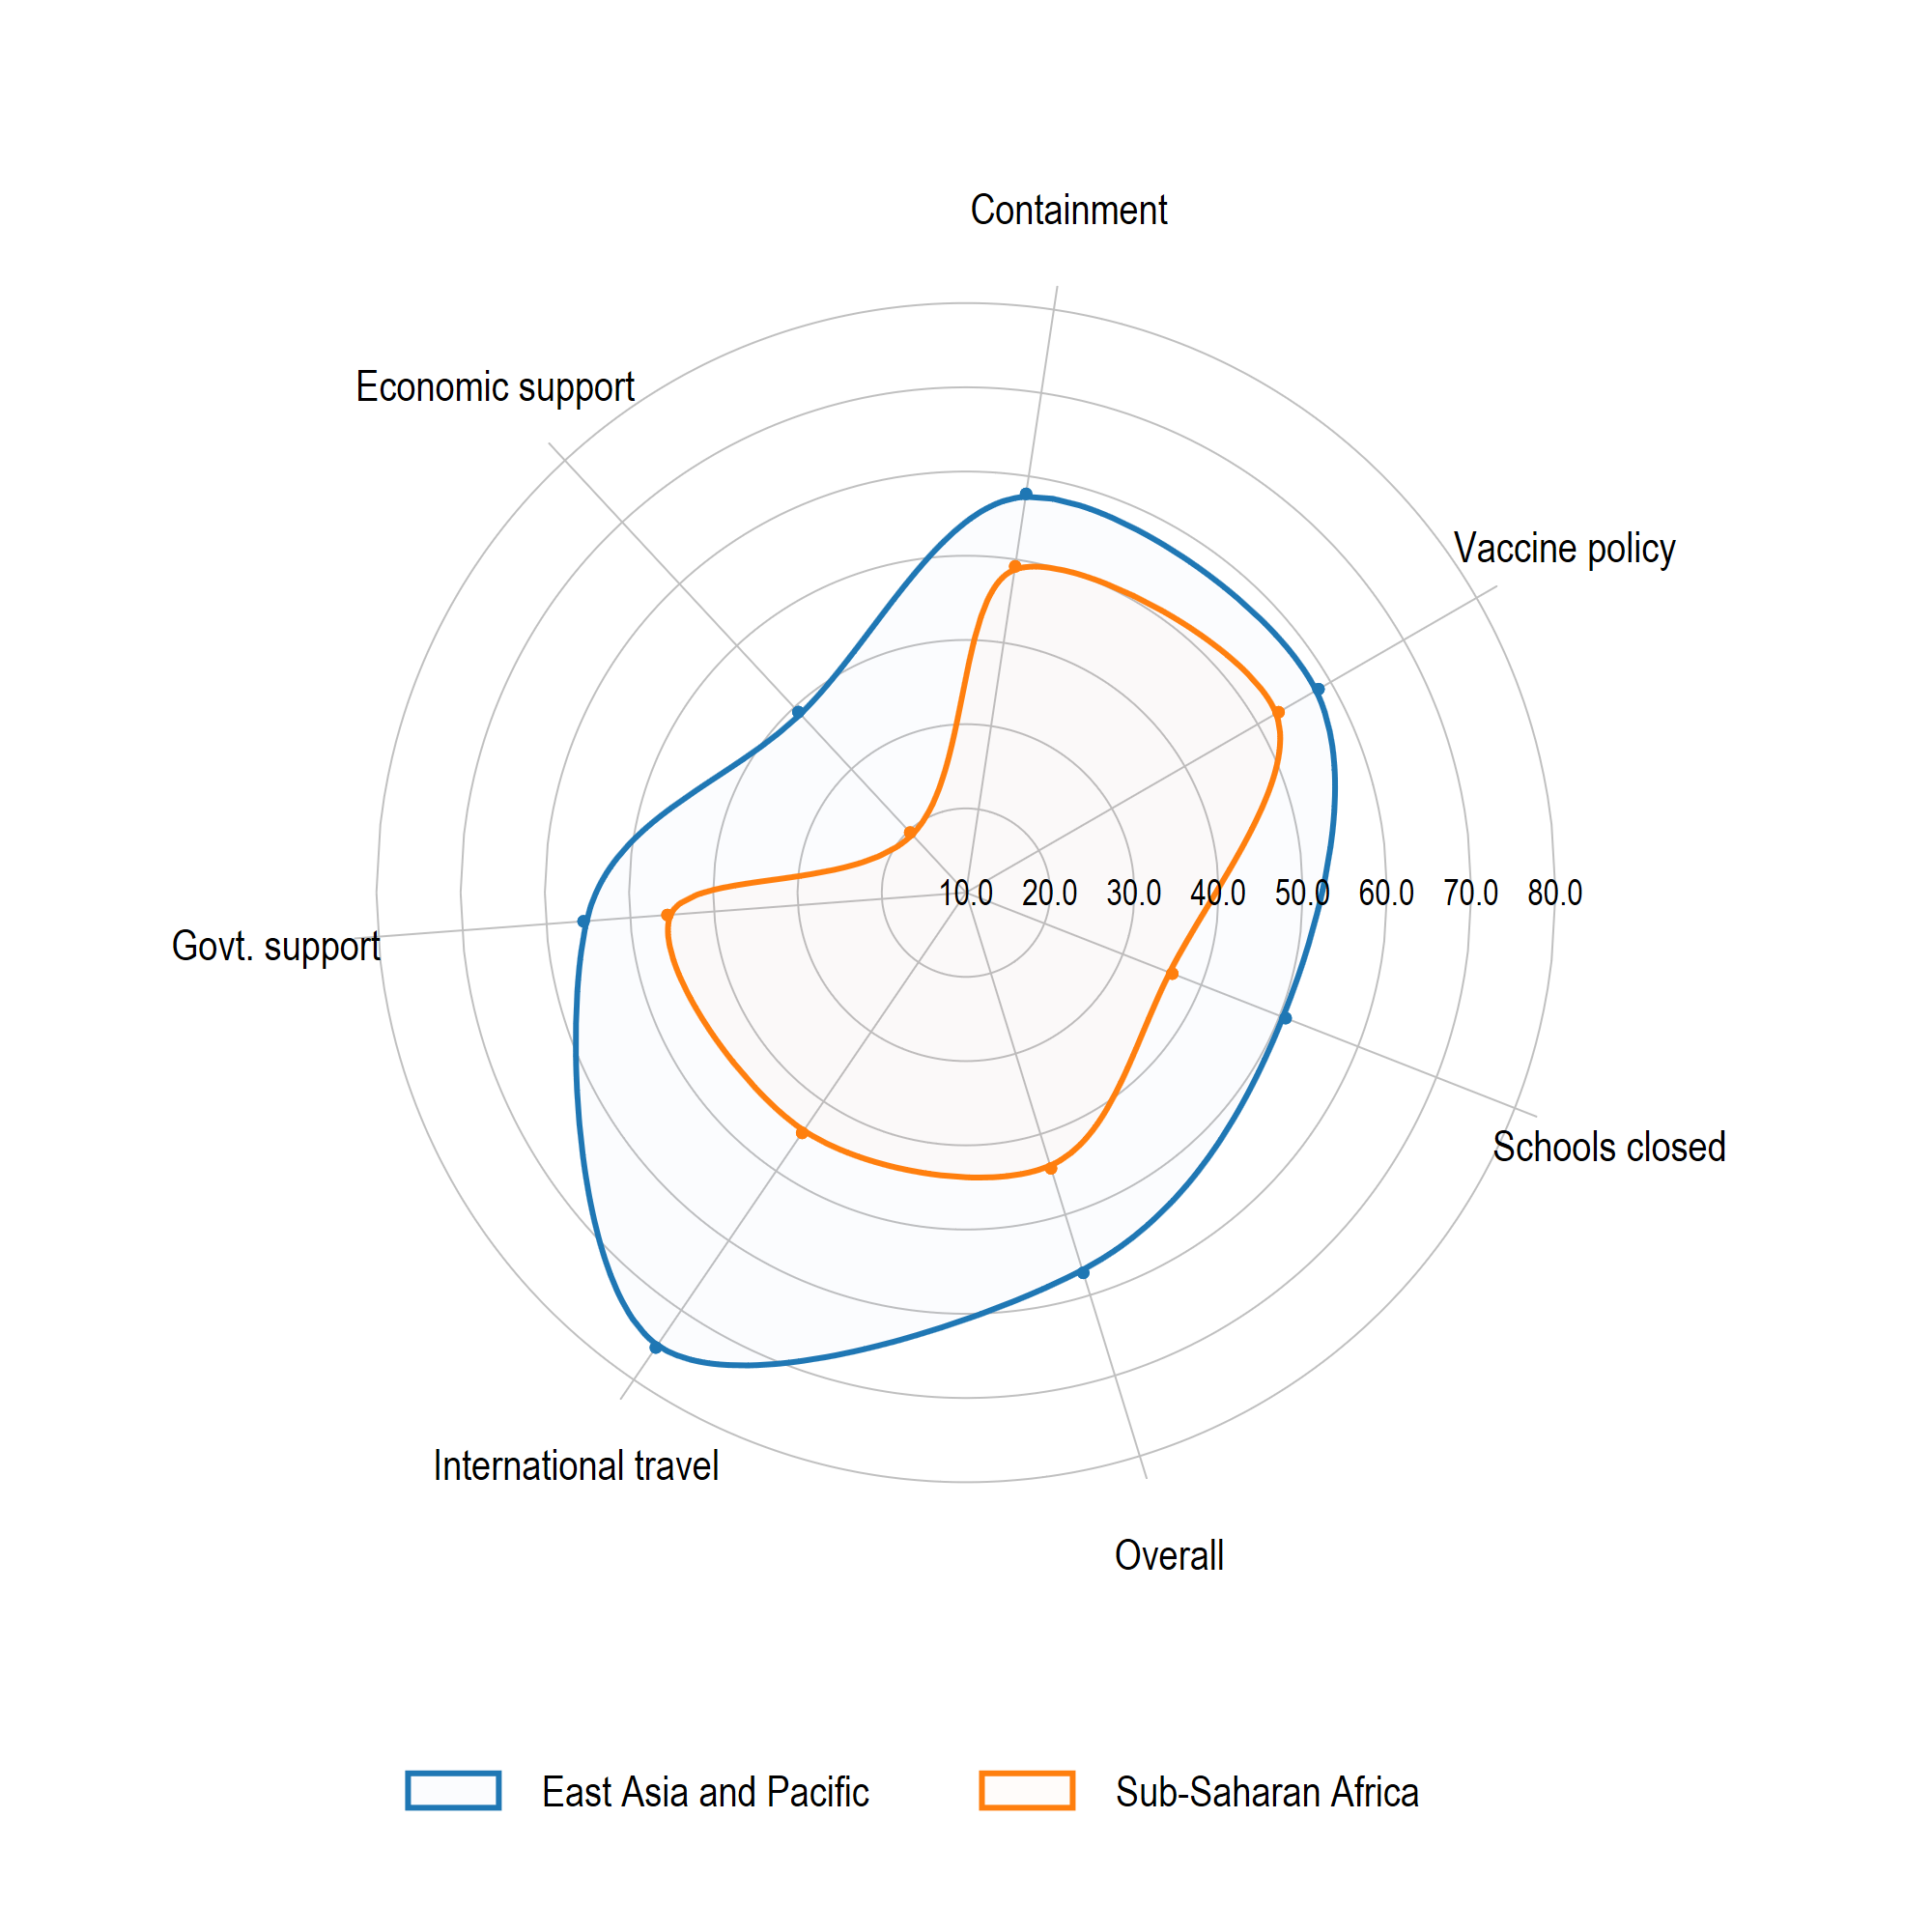 Containment
Economic support
Vaccine policy
10.0 20.0 30.0 40.0 50.0 60.0 70.0 80.0
Govt. support
Schools closed
International travel
Overall
East Asia and Pacific
Sub-Saharan Africa